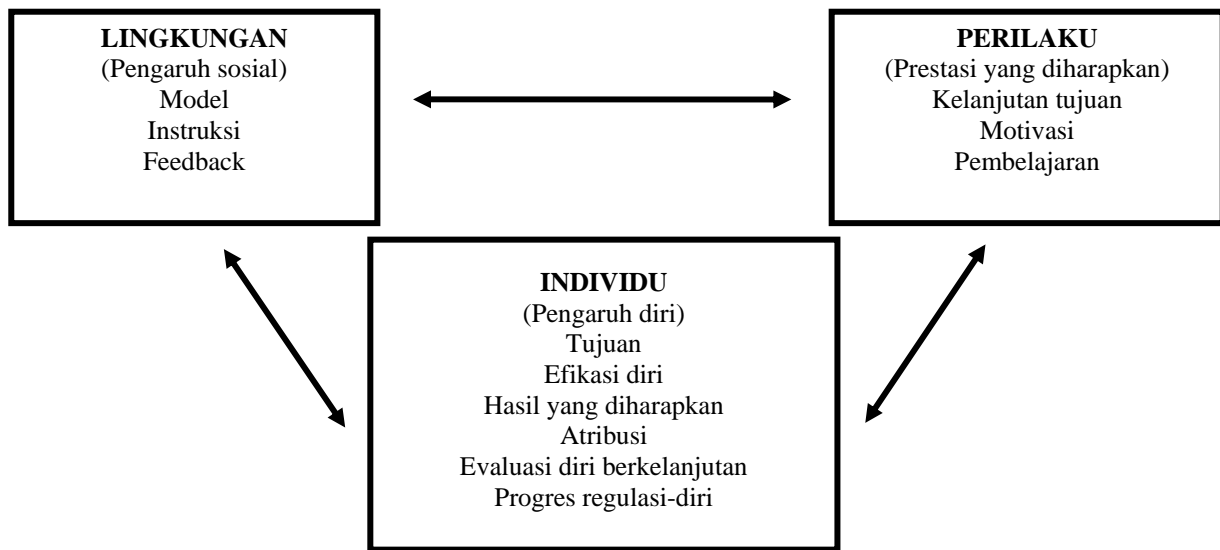 LINGKUNGAN
(Pengaruh sosial)
Model
Instruksi
Feedback
PERILAKU
(Prestasi yang diharapkan)
Kelanjutan tujuan
Motivasi
Pembelajaran
INDIVIDU
(Pengaruh diri)
Tujuan
Efikasi diri
Hasil yang diharapkan
Atribusi
Evaluasi diri berkelanjutan
Progres regulasi-diri